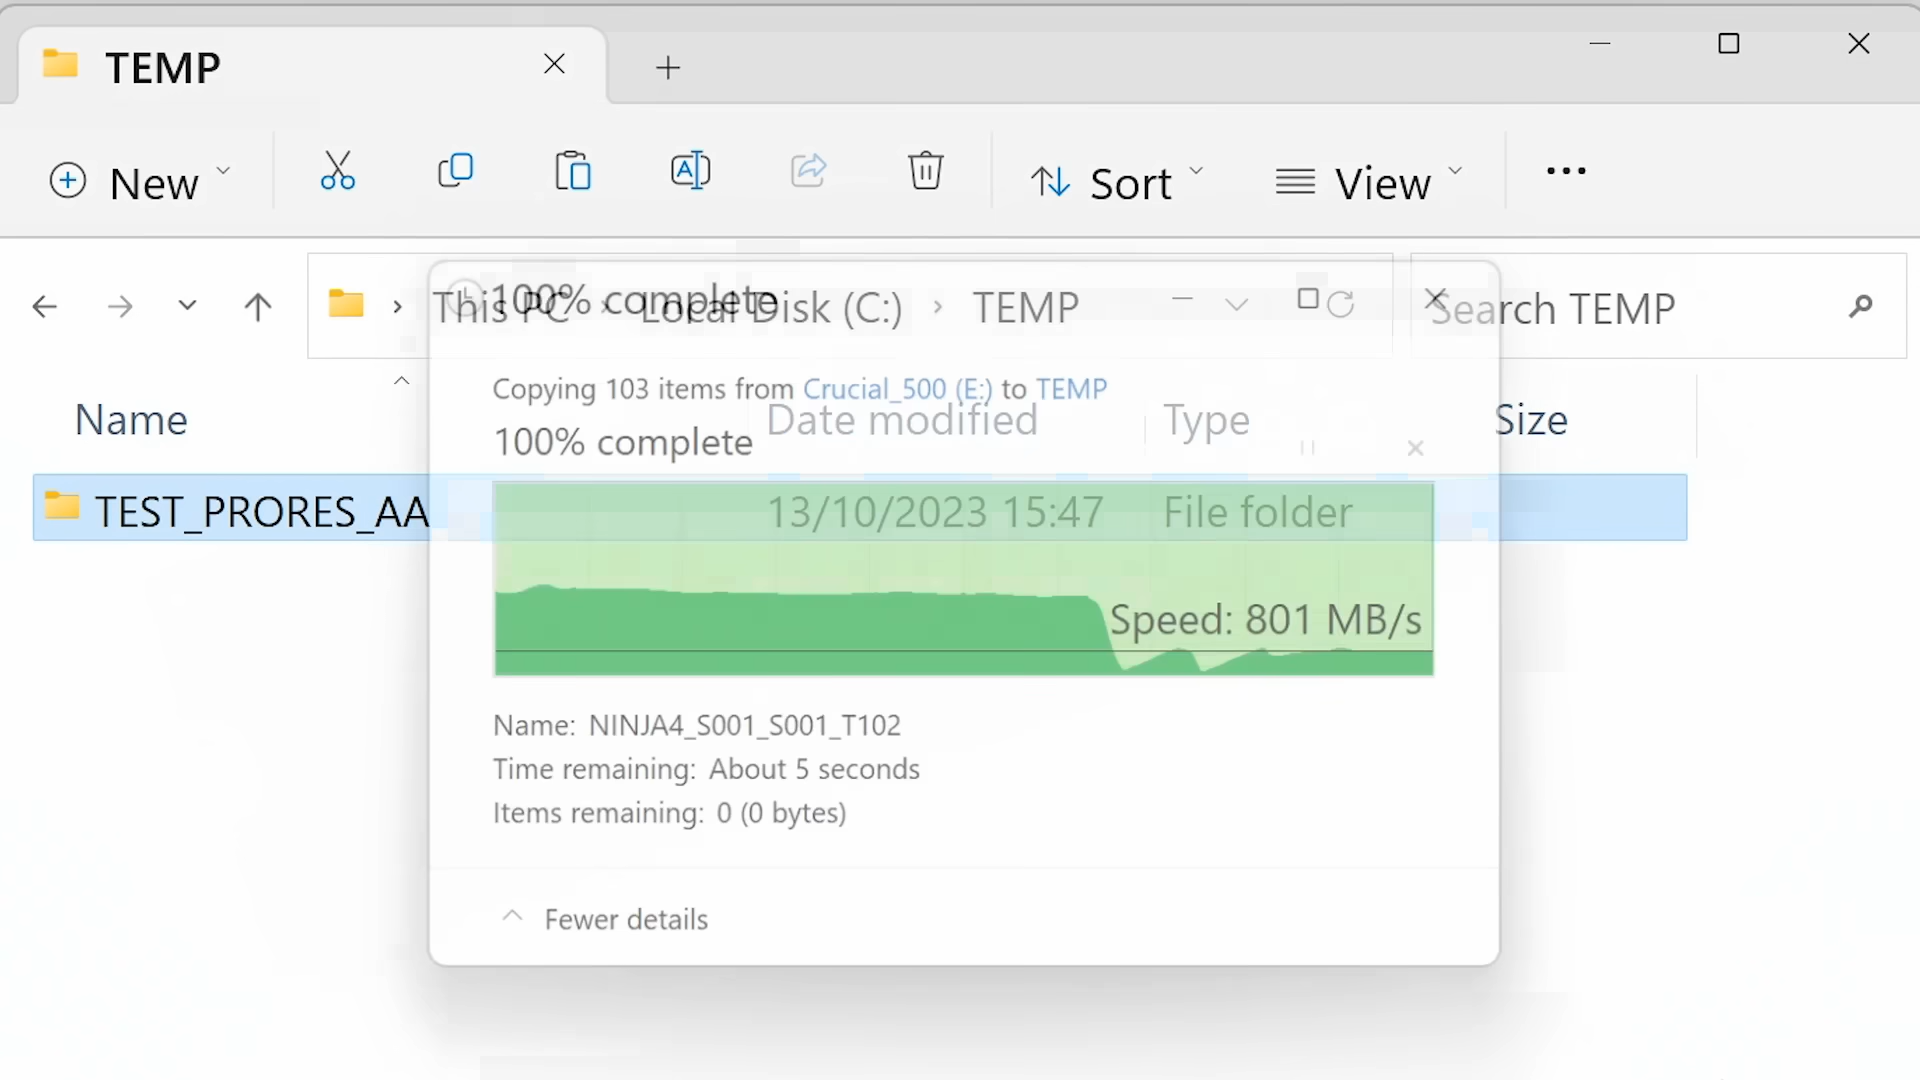 TEMP
New
Sort
View
100% complete
This PC › Local Disk (C:) › TEMP
Search TEMP
Copying 103 items from Crucial_500 (E:) to TEMP
Name
Date modified
Type
Size
100% complete
TEST_PRORES_AA
13/10/2023 15:47
File folder
Speed: 801 MB/s
Name: NINJA4_S001_S001_T102
Time remaining: About 5 seconds
Items remaining: 0 (0 bytes)
Fewer details